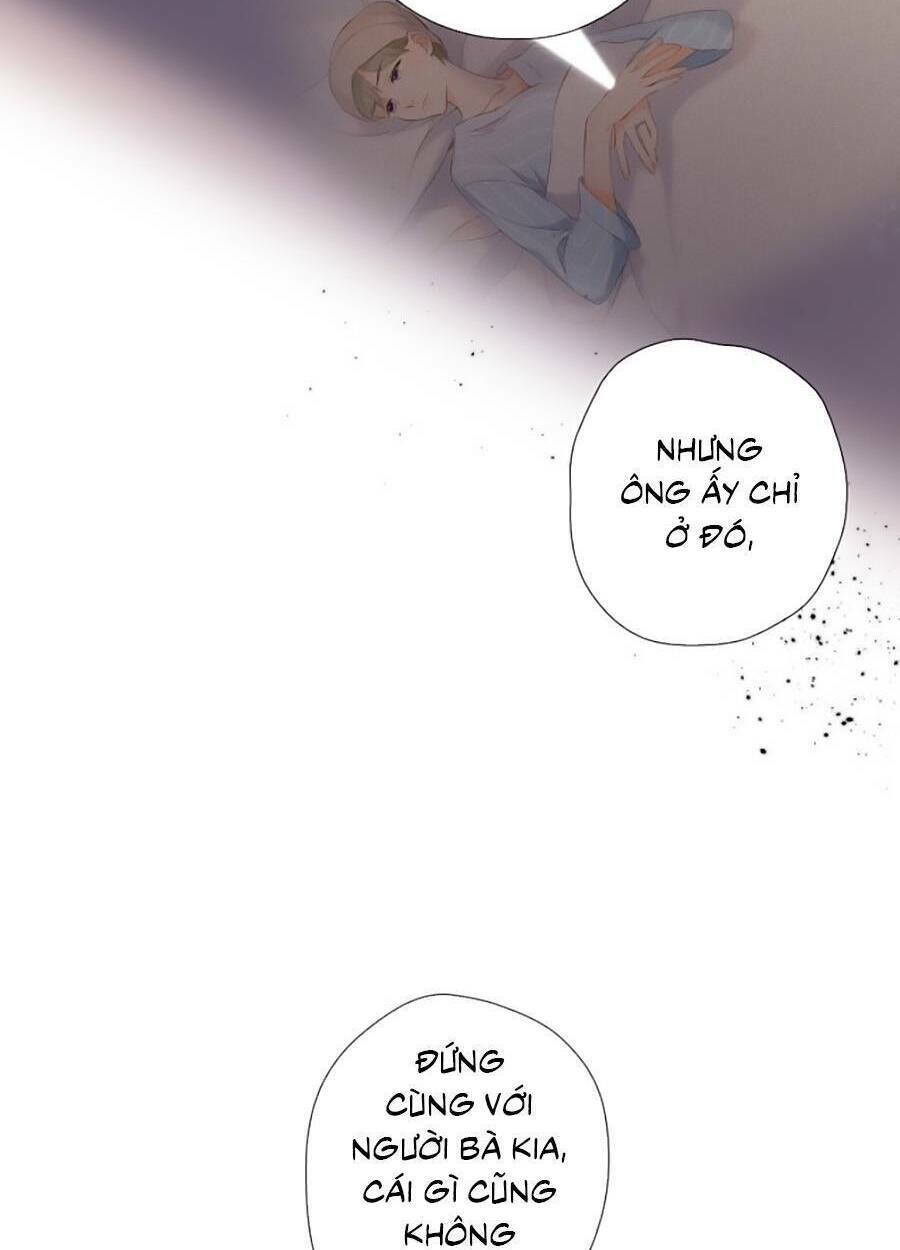 NHƯNG
ÔNG ẤY CHỈ
Ở ĐÓ,
ĐỨNG
CÙNG VỚI
NGƯỜI BÀ KIA,
CÁI GÌ CŨNG
KHÔNG